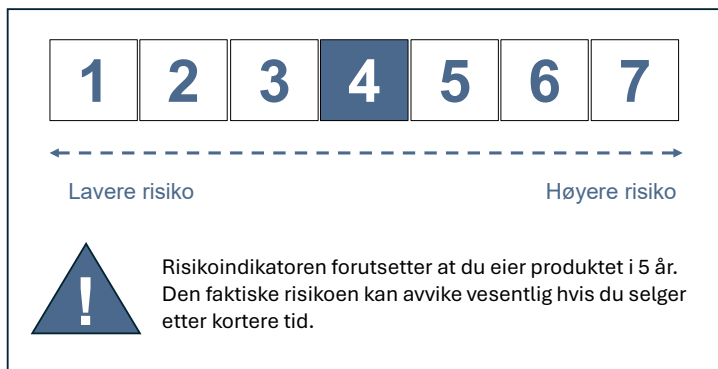 1 2 3 4 5 6 7
Lavere risiko Høyere risiko
!
Risikoindikatoren forutsetter at du eier produktet i 5 år.
Den faktiske risikoen kan avvike vesentlig hvis du selger
etter kortere tid.